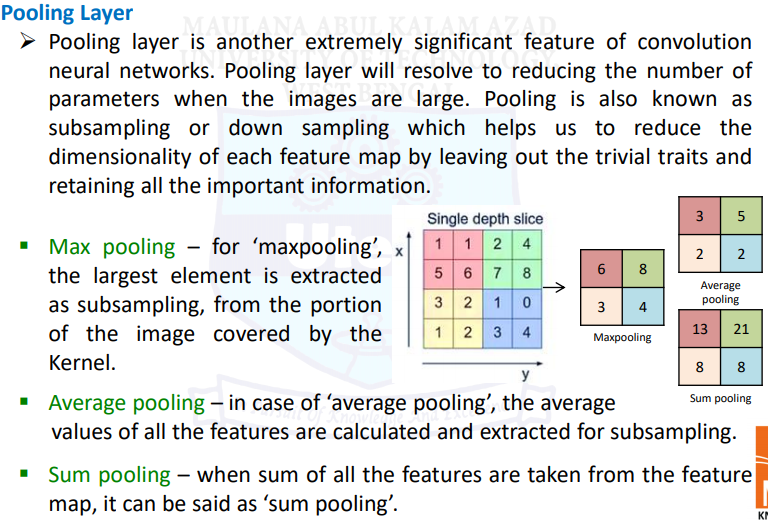 Pooling Layer
MAULANA ABUL KALAM AZAD
UNIVERSITY OF TECHNOLOGY
WEST BENGAL
➢ Pooling layer is another extremely significant feature of convolution
neural networks. Pooling layer will resolve to reducing the number of
parameters when the images are large. Pooling is also known as
subsampling or down sampling which helps us to reduce the
dimensionality of each feature map by leaving out the trivial traits and
retaining all the important information.
▪ Max pooling – for ‘maxpooling’,
the largest element is extracted
as subsampling, from the portion
of the image covered by the
Kernel.
Single depth slice
x
1 1 2 4
5 6 7 8
3 2 1 0
1 2 3 4
y
6 8
3 4
Maxpooling
3 5
2 2
Average
pooling
13 21
8 8
Sum pooling
▪ Average pooling – in case of ‘average pooling’, the average
values of all the features are calculated and extracted for subsampling.
▪ Sum pooling – when sum of all the features are taken from the feature
map, it can be said as ‘sum pooling’.